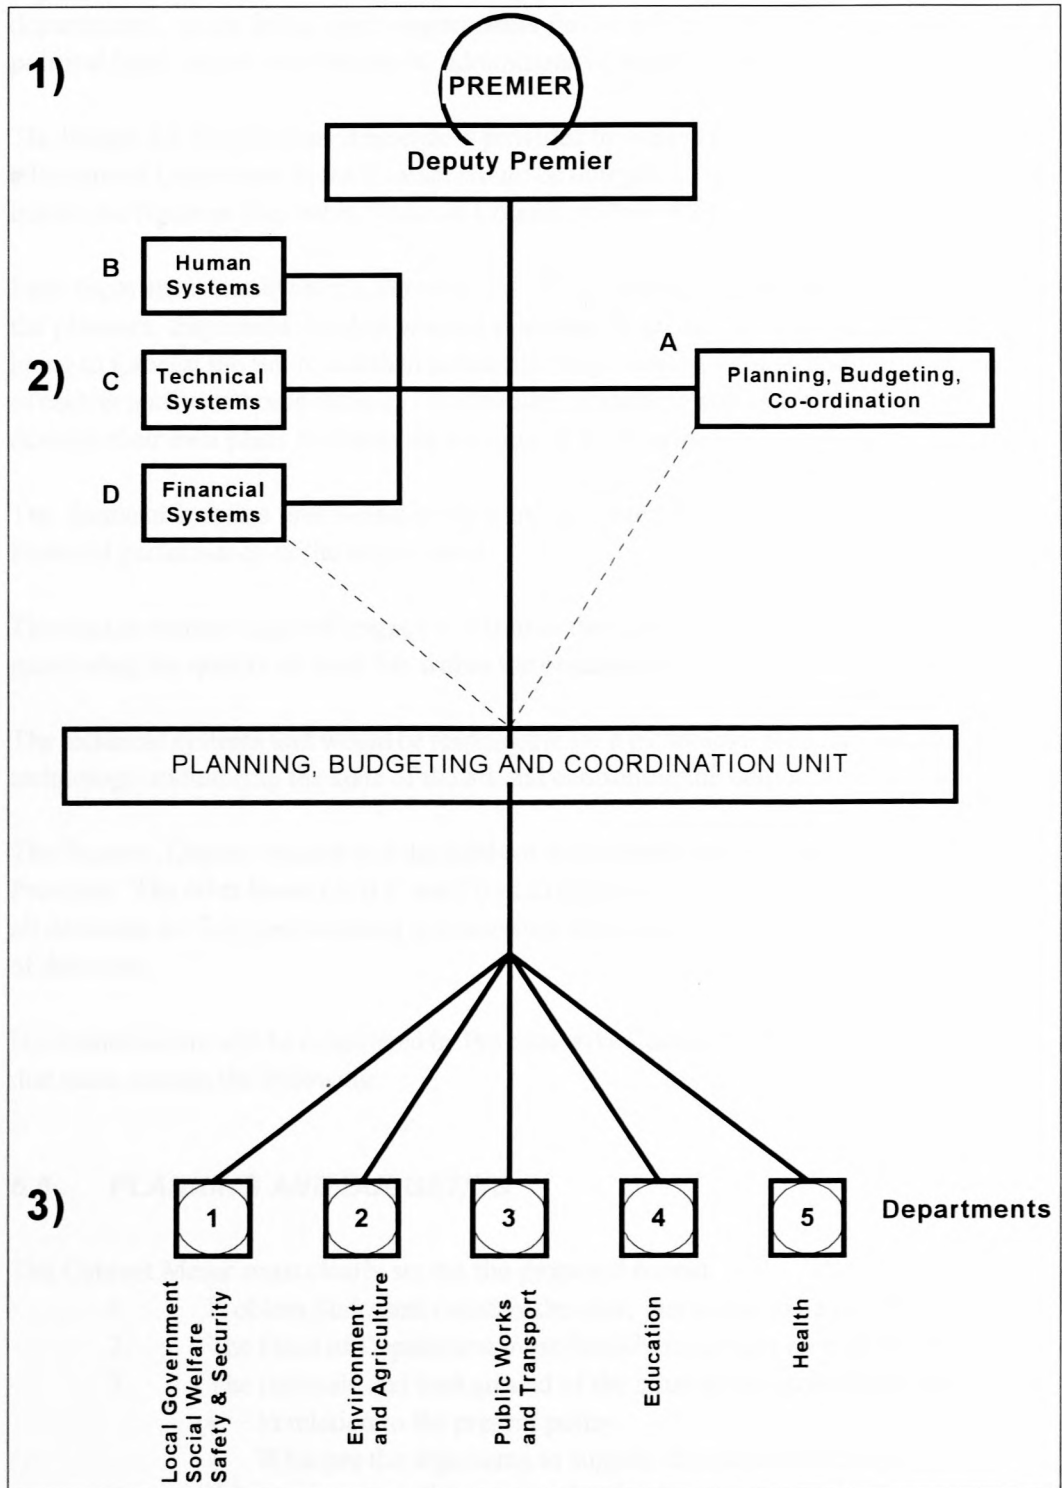 1)
PREMIER
Deputy Premier
B
Human
Systems
A
2)
C
Technical
Systems
Planning, Budgeting,
Co-ordination
D
Financial
Systems
PLANNING, BUDGETING AND COORDINATION UNIT
3)
1
2
3
4
5
Departments
Local Government
Social Welfare
Safety & Security
Environment
and Agriculture
Public Works
and Transport
Education
Health